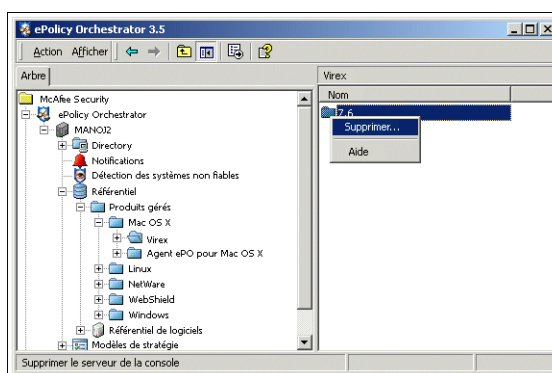 ePolicy Orchestrator 3.5
Action Afficher
Arbre
Virex
McAfee Security
ePolicy Orchestrator
MANOJ2
Directory
Notifications
Détection des systèmes non fiables
Référentiel
Produits gérés
Mac OS X
Virex
Agent ePO pour Mac OS X
Linux
NetWare
WebShield
Windows
Référentiel de logiciels
Modèles de stratégie
Nom
7.6
Supprimer...
Aide
Supprimer le serveur de la console